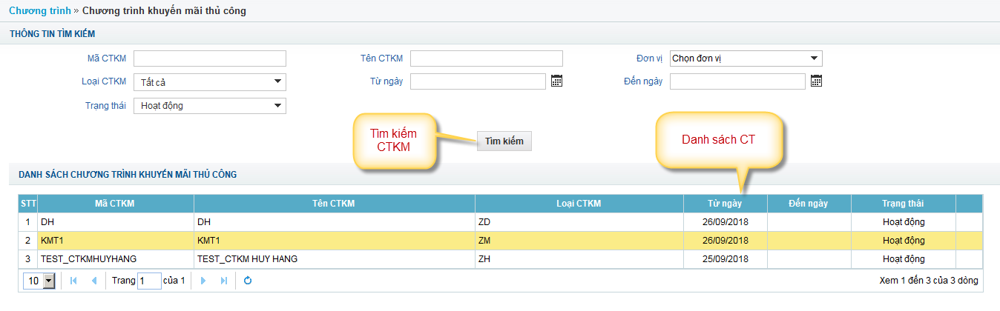 Chương trình » Chương trình khuyến mãi thủ công
THÔNG TIN TÌM KIẾM
Mã CTKM Tên CTKM Đơn vị Chọn đơn vị
Loại CTKM Tất cả Từ ngày Đến ngày
Trạng thái Hoạt động
Tìm kiếm
CTKM
Tìm kiếm
Danh sách CT
DANH SÁCH CHƯƠNG TRÌNH KHUYẾN MÃI THỦ CÔNG
STT Mã CTKM Tên CTKM Loại CTKM Từ ngày Đến ngày Trạng thái
1 DH DH ZD 26/09/2018 Hoạt động
2 KMT1 KMT1 ZM 26/09/2018 Hoạt động
3 TEST_CTKMHUYHANG TEST_CTKM HUY HANG ZH 25/09/2018 Hoạt động
10 Trang 1 của 1 Xem 1 đến 3 của 3 dòng